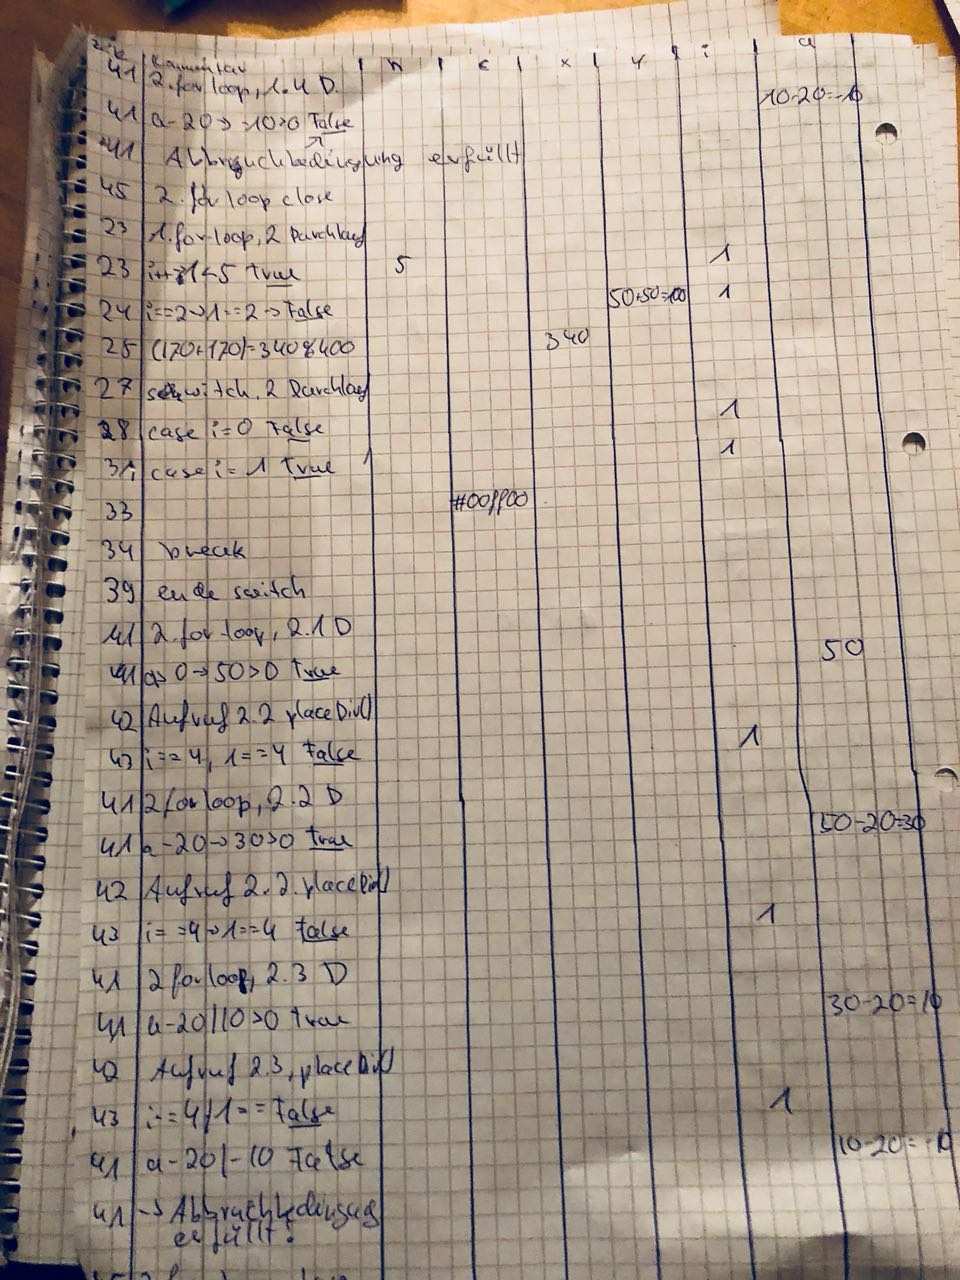 Zeile Kommentar n c x y i a
41 2.for loop, 1.4 D.
10-20=-10
41 a-20 → -10>0 False
41 Abbruchbedingung erfüllt
45 2. for loop close
23 1.for loop, 2 Durchlauf 1
23 i++ 1<5 True 5
24 i==2→1==2→False 50+50=100 1
25 (170+170)=340%400 340
27 switch, 2 Durchlauf
28 case i=0 False 1
31 case i=1 True 1
33 #00ff00
34 break
39 ende switch
41 2.for loop, 2.1 D 50
41 a>0→50>0 True
42 Aufruf 2.2 placeDiv()
43 i==4, 1==4 False 1
41 2 for loop, 2.2 D 50-20=30
41 a-20→30>0 True
42 Aufruf 2.2. placeDiv()
43 i==4→1==4 False 1
41 2 for loop, 2.3 D 30-20=10
41 a-20|10>0 True
42 Aufruf 2.3, placeDiv()
43 i==4/1==False 1
41 a-20|-10 False 10-20=-10
41 → Abbruchbedingung
erfüllt!